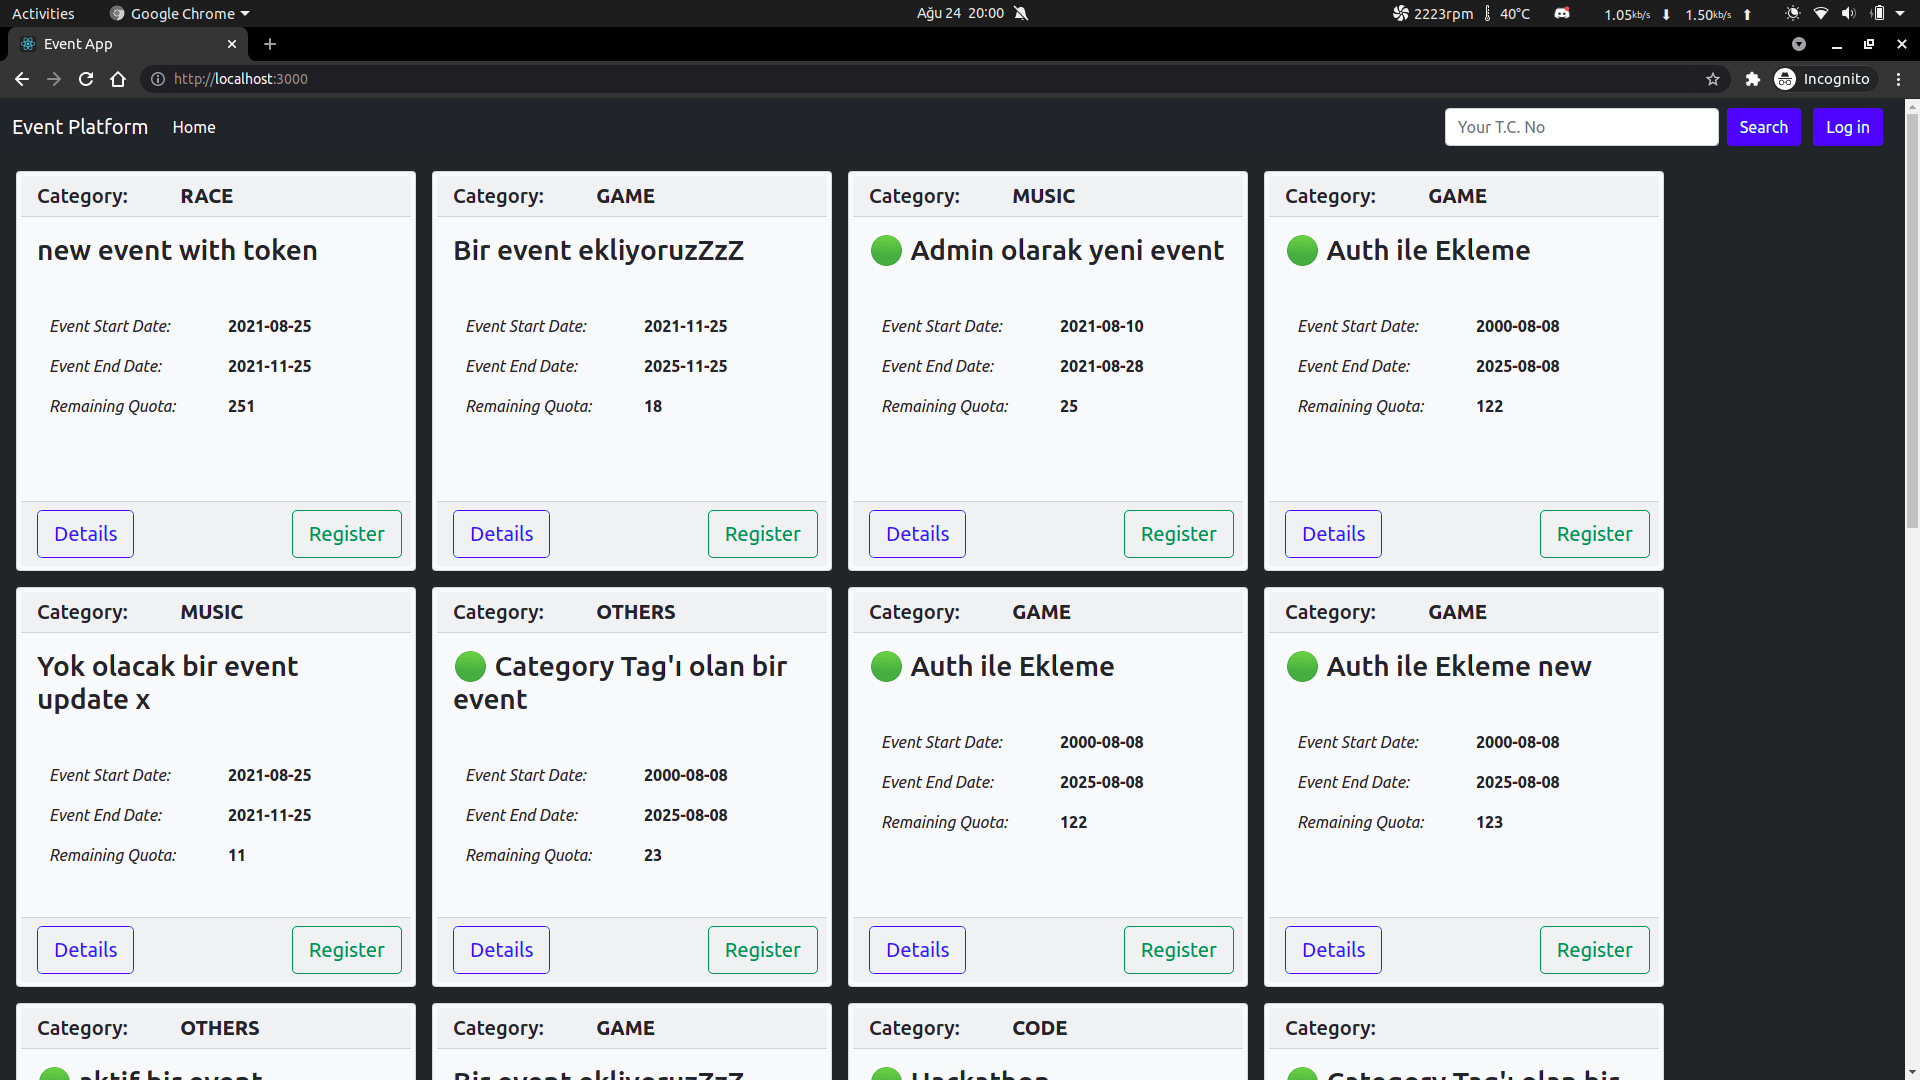 Activities Google Chrome Ağu 24 20:00 2223rpm 40°C 1.05kb/s 1.50kb/s
Event App
http://localhost:3000 Incognito
Event Platform Home Your T.C. No Search Log in
Category: RACE
new event with token
Event Start Date: 2021-08-25
Event End Date: 2021-11-25
Remaining Quota: 251
Details Register
Category: GAME
Bir event ekliyoruzZzZ
Event Start Date: 2021-11-25
Event End Date: 2025-11-25
Remaining Quota: 18
Details Register
Category: MUSIC
Admin olarak yeni event
Event Start Date: 2021-08-10
Event End Date: 2021-08-28
Remaining Quota: 25
Details Register
Category: GAME
Auth ile Ekleme
Event Start Date: 2000-08-08
Event End Date: 2025-08-08
Remaining Quota: 122
Details Register
Category: MUSIC
Yok olacak bir event
update x
Event Start Date: 2021-08-25
Event End Date: 2021-11-25
Remaining Quota: 11
Details Register
Category: OTHERS
Category Tag'ı olan bir
event
Event Start Date: 2000-08-08
Event End Date: 2025-08-08
Remaining Quota: 23
Details Register
Category: GAME
Auth ile Ekleme
Event Start Date: 2000-08-08
Event End Date: 2025-08-08
Remaining Quota: 122
Details Register
Category: GAME
Auth ile Ekleme new
Event Start Date: 2000-08-08
Event End Date: 2025-08-08
Remaining Quota: 123
Details Register
Category: OTHERS
aktif bir event
Category: GAME
Bir event ekliyoruzZzZ
Category: CODE
Hackathon
Category:
Category Tag'ı olan bir